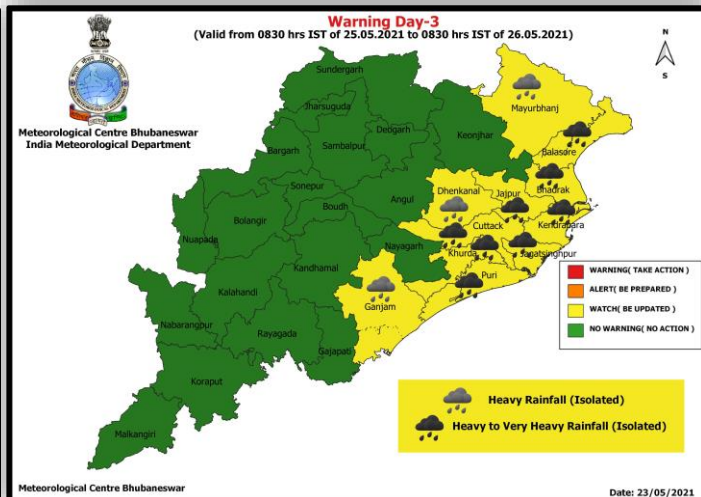 Warning Day-3
(Valid from 0830 hrs IST of 25.05.2021 to 0830 hrs IST of 26.05.2021)
N
S
Meteorological Centre Bhubaneswar
India Meteorological Department
Sundergarh
Mayurbhanj
Jharsuguda
Deogarh
Keonjhar
Sambalpur
Bargarh
Balasore
Sonepur
Dhenkanal
Jajpur
Bhadrak
Angul
Boudh
Bolangir
Nuapada
Cuttack
Kendrapara
Nayagarh
Khurda
Jagatsinghpur
Kandhamal
Puri
Kalahandi
Ganjam
Nabarangpur
Rayagada
Gajapati
Koraput
Malkangiri
WARNING( TAKE ACTION )
ALERT( BE PREPARED )
WATCH( BE UPDATED )
NO WARNING( NO ACTION )
Heavy Rainfall (Isolated)
Heavy to Very Heavy Rainfall (Isolated)
Meteorological Centre Bhubaneswar
Date: 23/05/2021